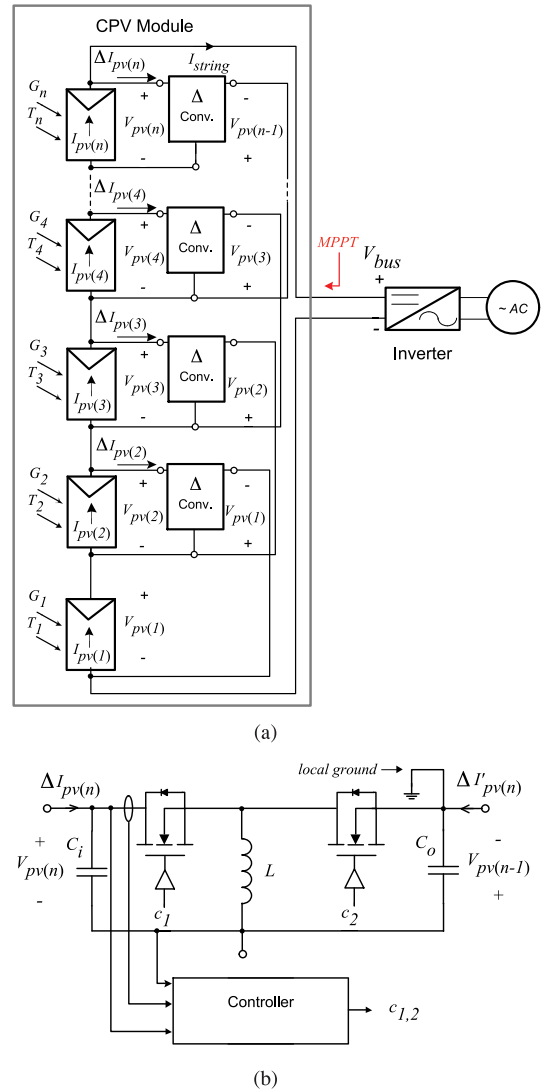 CPV Module
ΔI_pv(n)
I_string
G_n
T_n
I_pv(n)
+
V_pv(n)
-
Δ
Conv.
-
V_pv(n-1)
+
ΔI_pv(4)
G_4
T_4
I_pv(4)
+
V_pv(4)
-
Δ
Conv.
-
V_pv(3)
+
MPPT
V_bus
+
-
Inverter
~ AC
ΔI_pv(3)
G_3
T_3
I_pv(3)
+
V_pv(3)
-
Δ
Conv.
-
V_pv(2)
+
ΔI_pv(2)
G_2
T_2
I_pv(2)
+
V_pv(2)
-
Δ
Conv.
-
V_pv(1)
+
G_1
T_1
I_pv(1)
+
V_pv(1)
-
(a)
ΔI_pv(n)
local ground
ΔI'_pv(n)
+
V_pv(n)
-
C_i
c_1
L
c_2
C_o
-
V_pv(n-1)
+
Controller
c_1,2
(b)